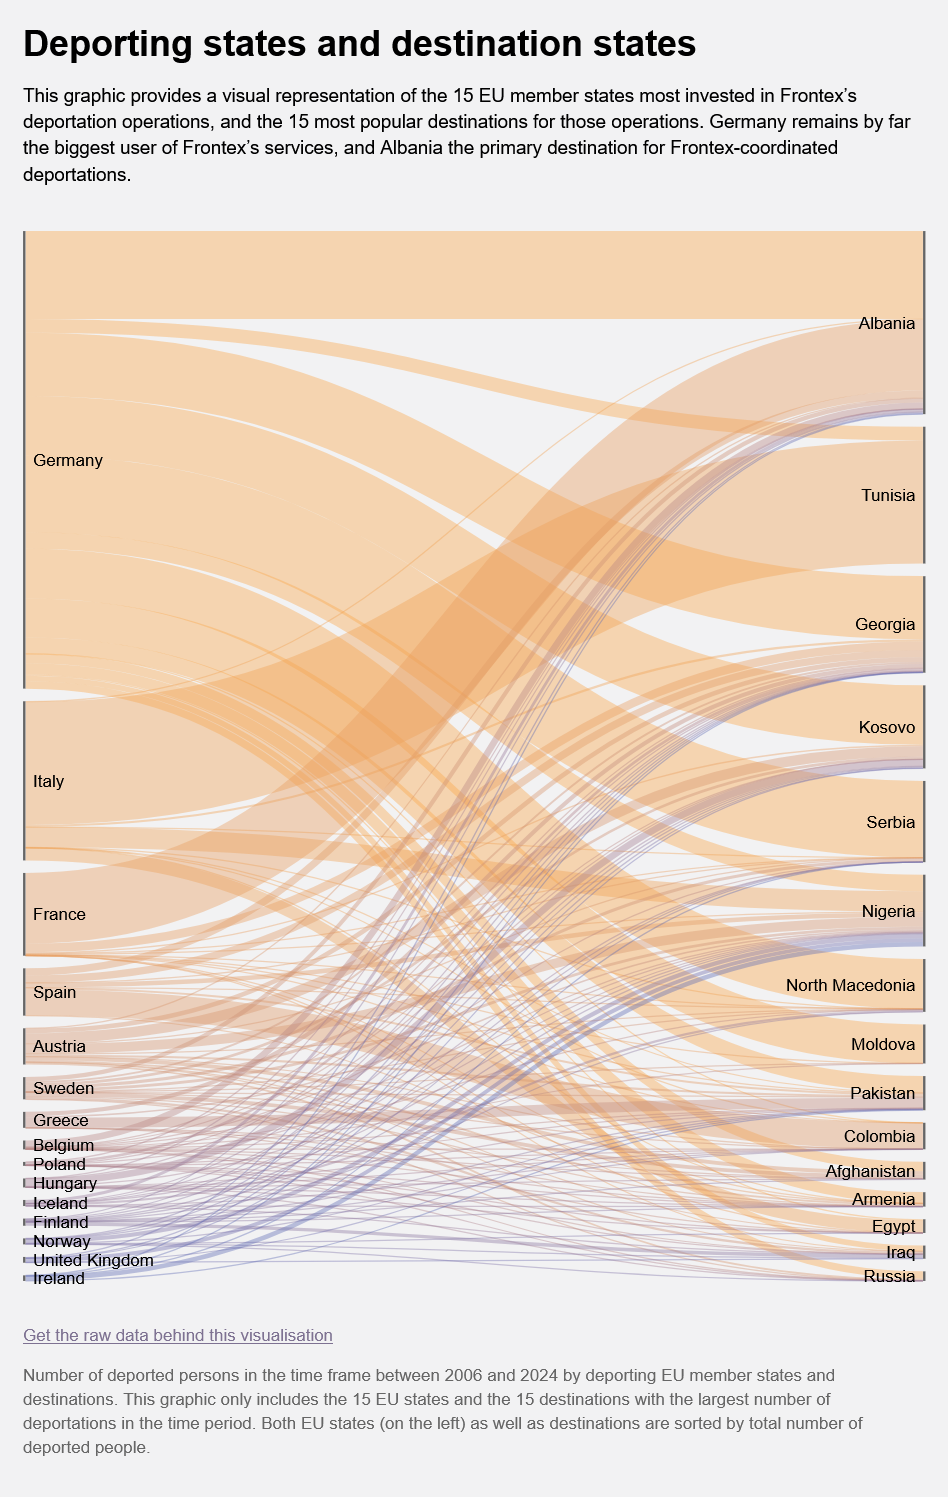 Deporting states and destination states
This graphic provides a visual representation of the 15 EU member states most invested in Frontex's
deportation operations, and the 15 most popular destinations for those operations. Germany remains by far
the biggest user of Frontex's services, and Albania the primary destination for Frontex-coordinated
deportations.
Germany
Italy
France
Spain
Austria
Sweden
Greece
Belgium
Poland
Hungary
Iceland
Finland
Norway
United Kingdom
Ireland
Albania
Tunisia
Georgia
Kosovo
Serbia
Nigeria
North Macedonia
Moldova
Pakistan
Colombia
Afghanistan
Armenia
Egypt
Iraq
Russia
Get the raw data behind this visualisation
Number of deported persons in the time frame between 2006 and 2024 by deporting EU member states and
destinations. This graphic only includes the 15 EU states and the 15 destinations with the largest number of
deportations in the time period. Both EU states (on the left) as well as destinations are sorted by total number of
deported people.